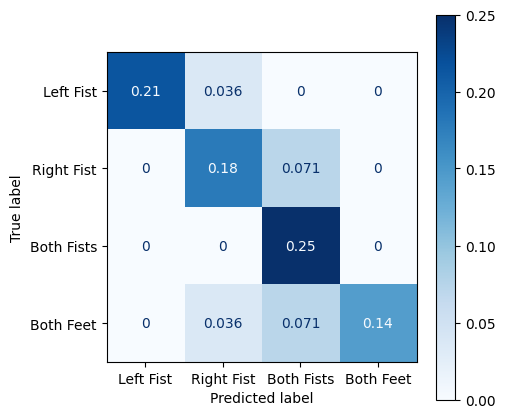 0.25
Left Fist 0.21 0.036 0 0
0.20
Right Fist 0 0.18 0.071 0
0.15
True label
Both Fists 0 0 0.25 0
0.10
Both Feet 0 0.036 0.071 0.14
0.05
Left Fist Right Fist Both Fists Both Feet
0.00
Predicted label